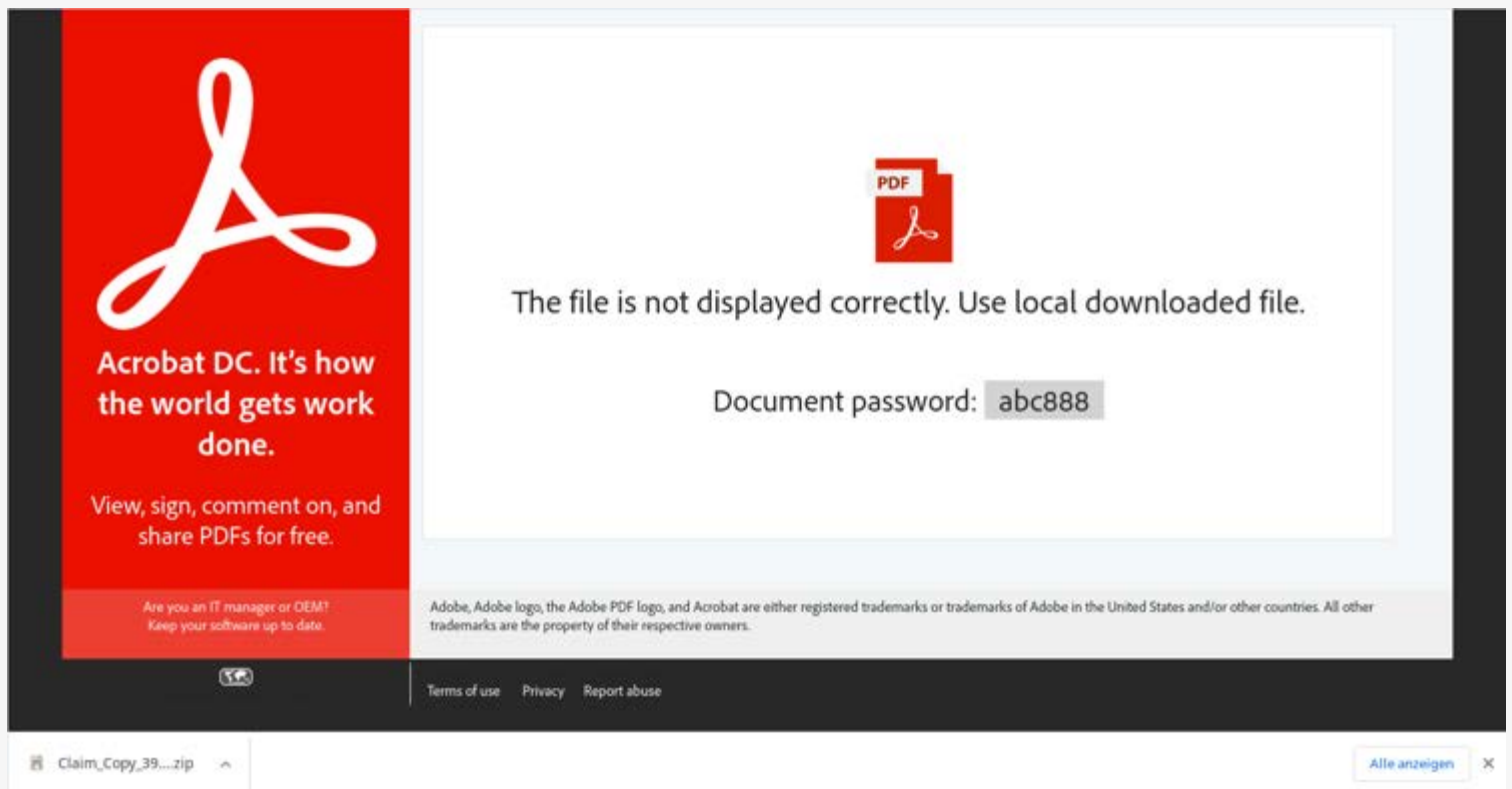 Acrobat DC. It's how
the world gets work
done.
View, sign, comment on, and
share PDFs for free.
Are you an IT manager or OEM?
Keep your software up to date.
PDF
The file is not displayed correctly. Use local downloaded file.
Document password: abc888
Adobe, Adobe logo, the Adobe PDF logo, and Acrobat are either registered trademarks or trademarks of Adobe in the United States and/or other countries. All other
trademarks are the property of their respective owners.
Terms of use Privacy Report abuse
Claim_Copy_39....zip
Alle anzeigen